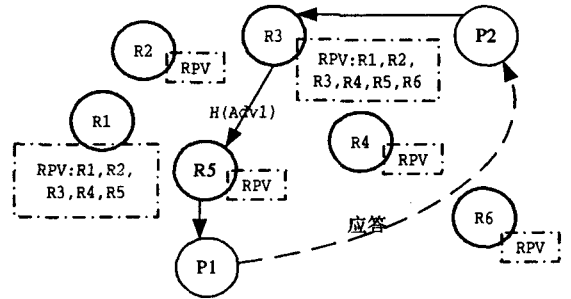 R2
RPV
R3
RPV:R1,R2,
R3,R4,R5,R6
P2
H(Adv1)
R1
RPV:R1,R2,
R3,R4,R5
R4
RPV
R5
RPV
应答
R6
RPV
P1